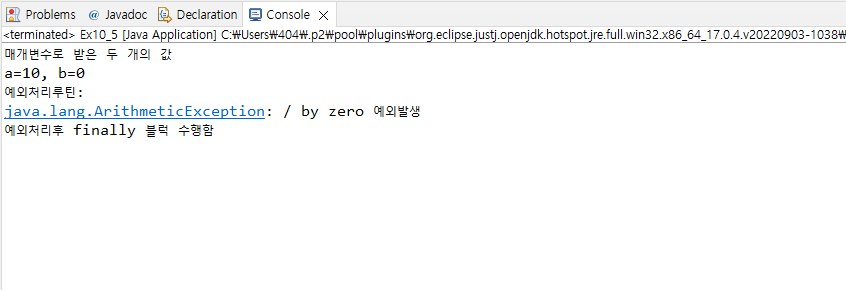 Problems @ Javadoc Declaration Console
<terminated> Ex10_5 [Java Application] C:₩Users₩404₩.p2₩pool₩plugins₩org.eclipse.justj.openjdk.hotspot.jre.full.win32.x86_64_17.0.4.v20220903-1038₩
매개변수로 받은 두 개의 값
a=10, b=0
예외처리루틴:
java.lang.ArithmeticException: / by zero 예외발생
예외처리후 finally 블럭 수행함